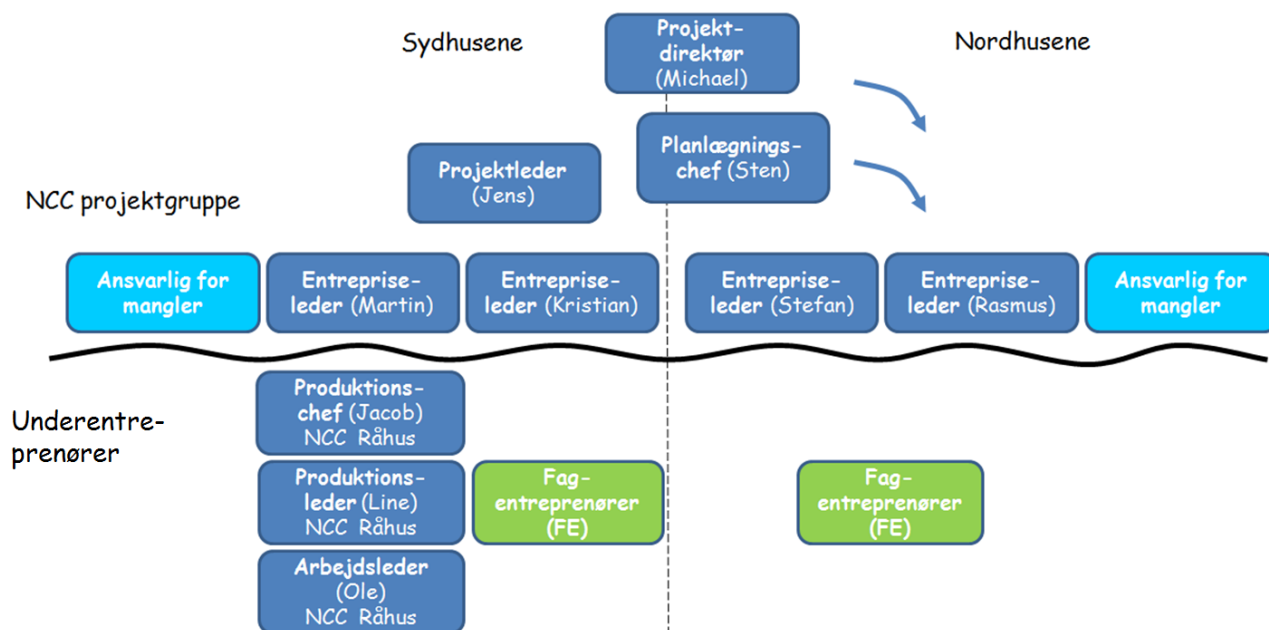 Sydhusene
Projekt-
direktør
(Michael)
Nordhusene
Planlægnings-
chef (Sten)
Projektleder
(Jens)
NCC projektgruppe
Ansvarlig for
mangler
Entreprise-
leder (Martin)
Entreprise-
leder (Kristian)
Entreprise-
leder (Stefan)
Entreprise-
leder (Rasmus)
Ansvarlig for
mangler
Underentre-
prenører
Produktions-
chef (Jacob)
NCC Råhus
Produktions-
leder (Line)
NCC Råhus
Fag-
entreprenører
(FE)
Fag-
entreprenører
(FE)
Arbejdsleder
(Ole)
NCC Råhus